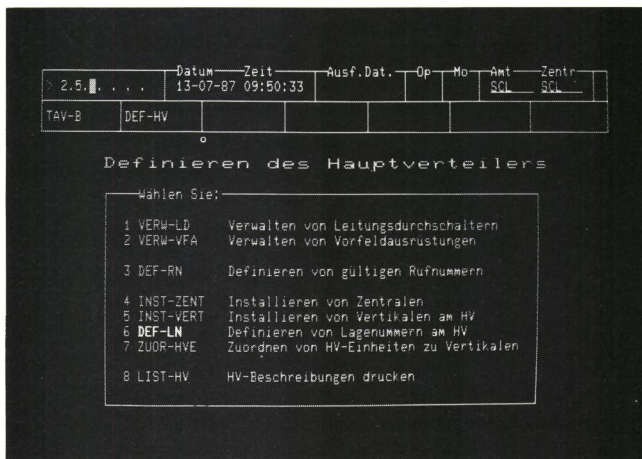 Datum Zeit Ausf.Dat. Op Mo Amt Zentr
> 2.5. . . . . 13-07-87 09:50:33 SCL SCL
TAV-B DEF-HV
Definieren des Hauptverteilers
Wählen Sie:
1 VERW-LD Verwalten von Leitungsdurchschaltern
2 VERW-VFA Verwalten von Vorfeldausrüstungen
3 DEF-RN Definieren von gültigen Rufnummern
4 INST-ZENT Installieren von Zentralen
5 INST-VERT Installieren von Vertikalen am HV
6 DEF-LN Definieren von Lagenummern am HV
7 ZUOR-HVE Zuordnen von HV-Einheiten zu Vertikalen
8 LIST-HV HV-Beschreibungen drucken